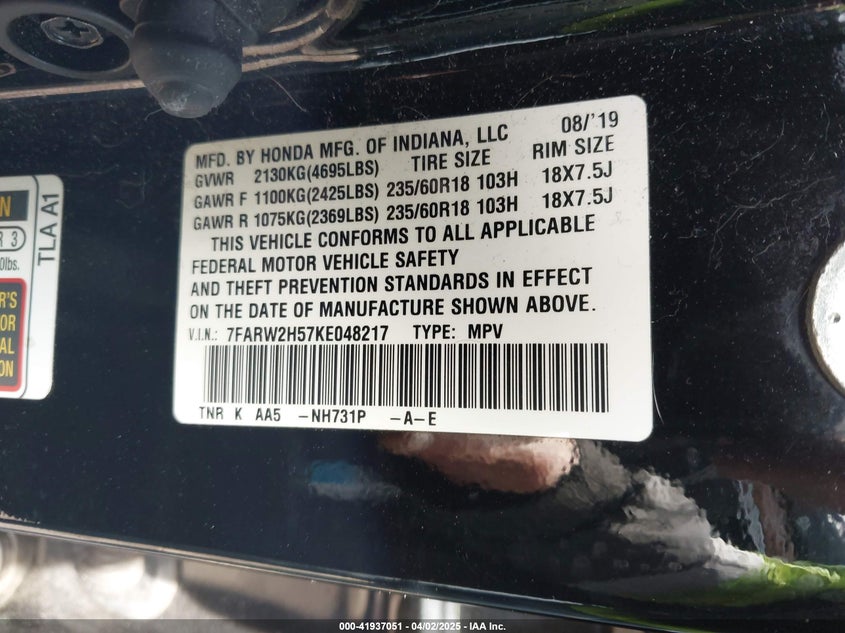 MFD. BY HONDA MFG. OF INDIANA, LLC 08/'19
GVWR 2130KG(4695LBS) TIRE SIZE RIM SIZE
GAWR F 1100KG(2425LBS) 235/60R18 103H 18X7.5J
GAWR R 1075KG(2369LBS) 235/60R18 103H 18X7.5J
THIS VEHICLE CONFORMS TO ALL APPLICABLE
FEDERAL MOTOR VEHICLE SAFETY
AND THEFT PREVENTION STANDARDS IN EFFECT
ON THE DATE OF MANUFACTURE SHOWN ABOVE.
V.I.N.: 7FARW2H57KE048217 TYPE: MPV
TNR K AA5 -NH731P -A-E
TLA A1
3
0lbs.
000-41937051 - 04/02/2025 - IAA Inc.